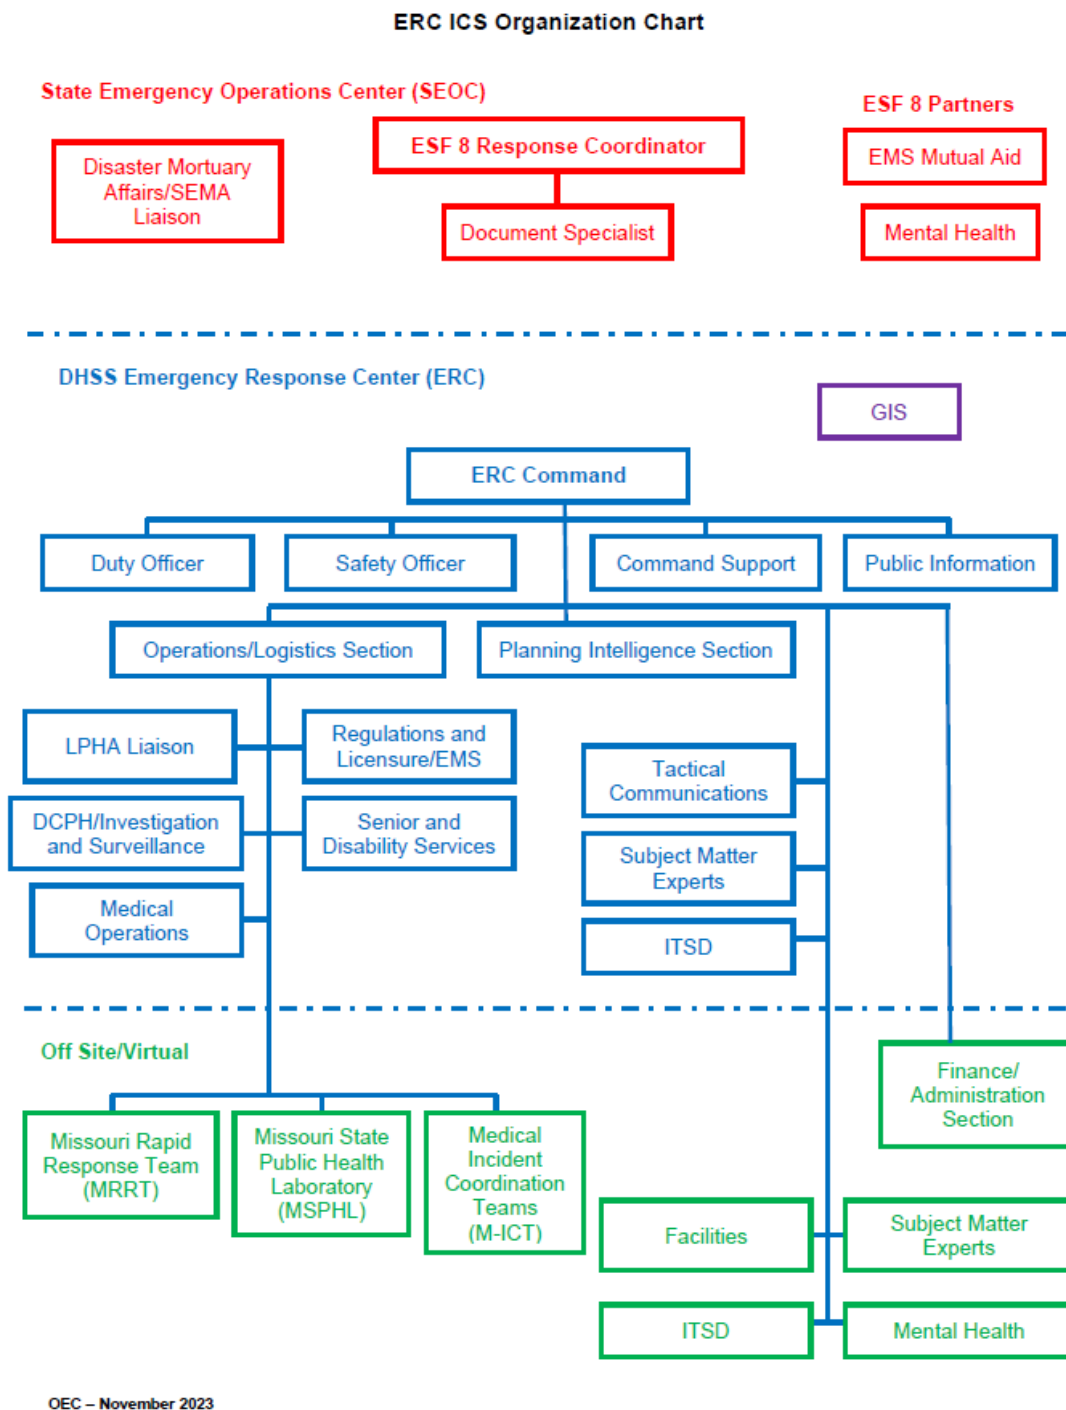 ERC ICS Organization Chart
State Emergency Operations Center (SEOC)
ESF 8 Partners
Disaster Mortuary
Affairs/SEMA
Liaison
ESF 8 Response Coordinator
Document Specialist
EMS Mutual Aid
Mental Health
DHSS Emergency Response Center (ERC)
GIS
ERC Command
Duty Officer
Safety Officer
Command Support
Public Information
Operations/Logistics Section
Planning Intelligence Section
LPHA Liaison
Regulations and
Licensure/EMS
DCPH/Investigation
and Surveillance
Senior and
Disability Services
Medical
Operations
Tactical
Communications
Subject Matter
Experts
ITSD
Off Site/Virtual
Missouri Rapid
Response Team
(MRRT)
Missouri State
Public Health
Laboratory
(MSPHL)
Medical
Incident
Coordination
Teams
(M-ICT)
Finance/
Administration
Section
Facilities
Subject Matter
Experts
ITSD
Mental Health
OEC – November 2023